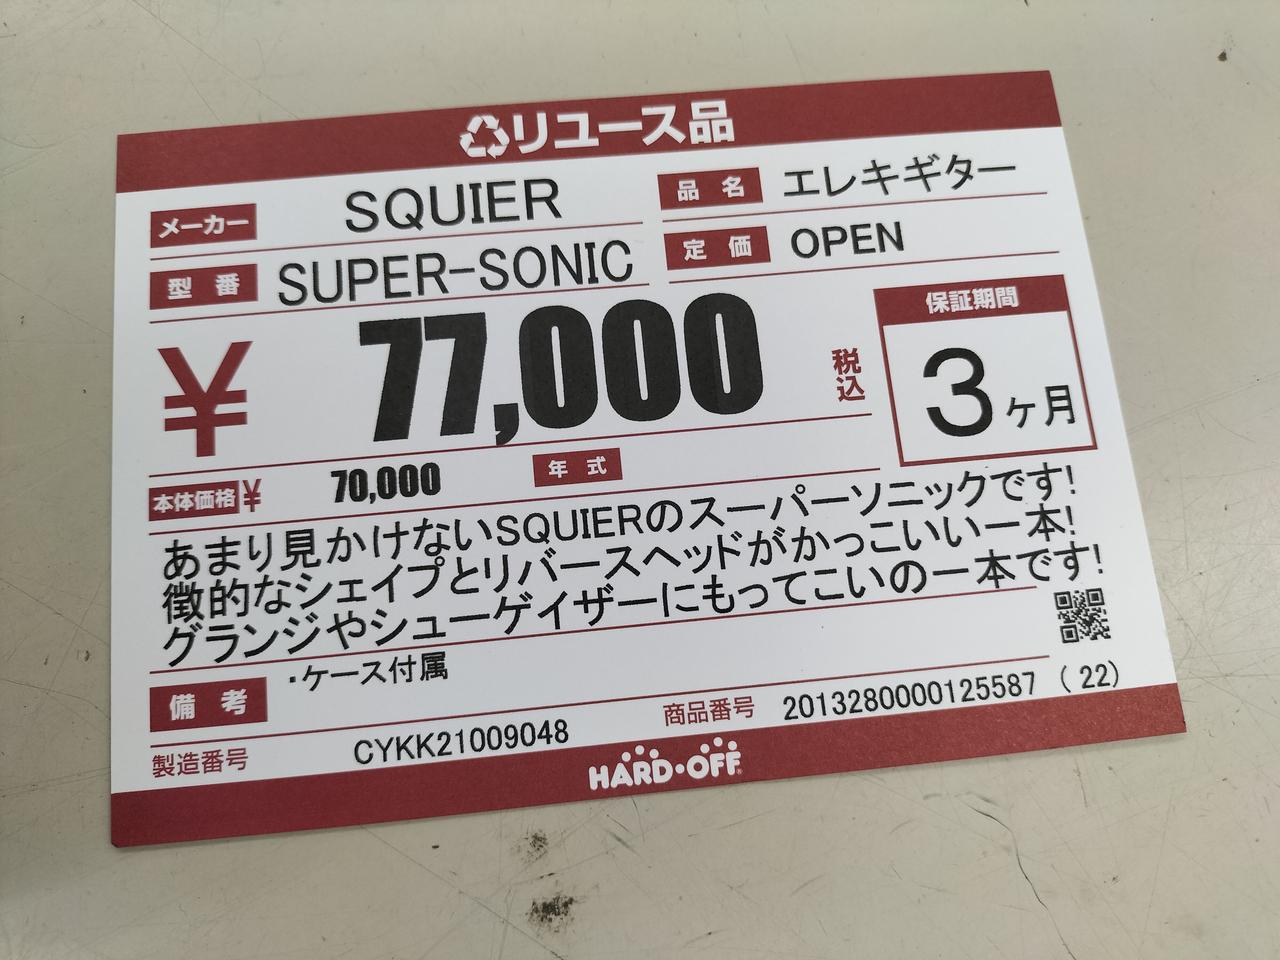 リユース品
メーカー SQUIER 品名 エレキギター
型番 SUPER-SONIC 定価 OPEN
¥ 77,000 税込
保証期間
3ヶ月
本体価格 ¥ 70,000 年式
あまり見かけないSQUIERのスーパーソニックです!
徴的なシェイプとリバースヘッドがかっこいい一本!
グランジやシューゲイザーにもってこいの一本です!
備考 ・ケース付属
製造番号 CYKK21009048 商品番号 2013280000125587 (22)
HARD・OFF